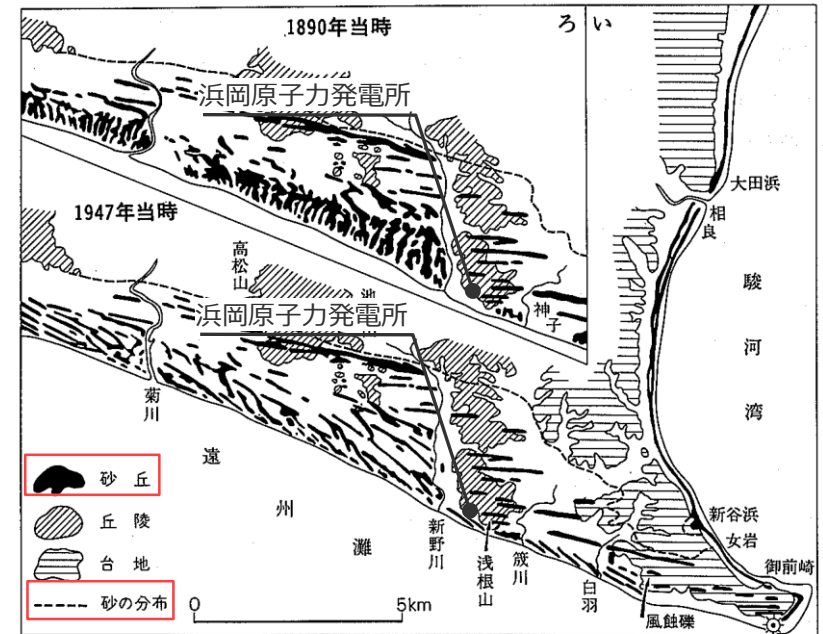 1890年当時
ろ い
浜岡原子力発電所
大田浜
相良
1947年当時
高松山
池
浜岡原子力発電所
神子
駿河湾
菊川
遠州灘
砂丘
丘陵
台地
砂の分布
新野川
浅根山
筬川
白羽
新谷浜
女岩
御前崎
風蝕礫
0 5km